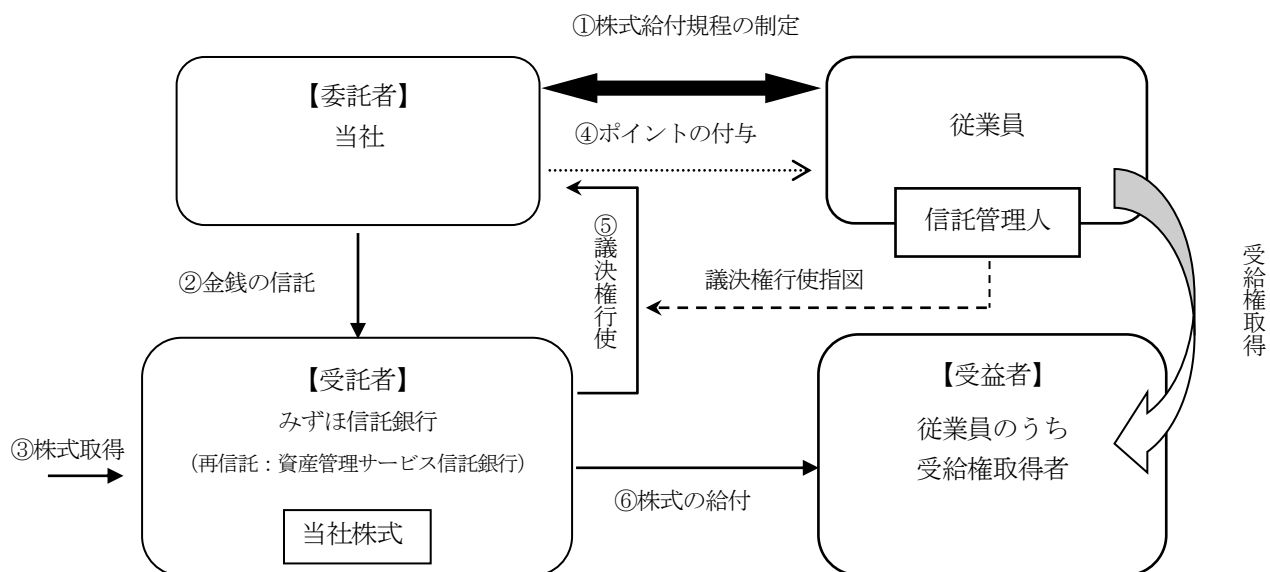 ①株式給付規程の制定
【委託者】
当社
④ポイントの付与
従業員
信託管理人
②金銭の信託
⑤議決権行使
議決権行使指図
受給権取得
【受託者】
みずほ信託銀行
(再信託：資産管理サービス信託銀行)
③株式取得
当社株式
⑥株式の給付
【受益者】
従業員のうち
受給権取得者